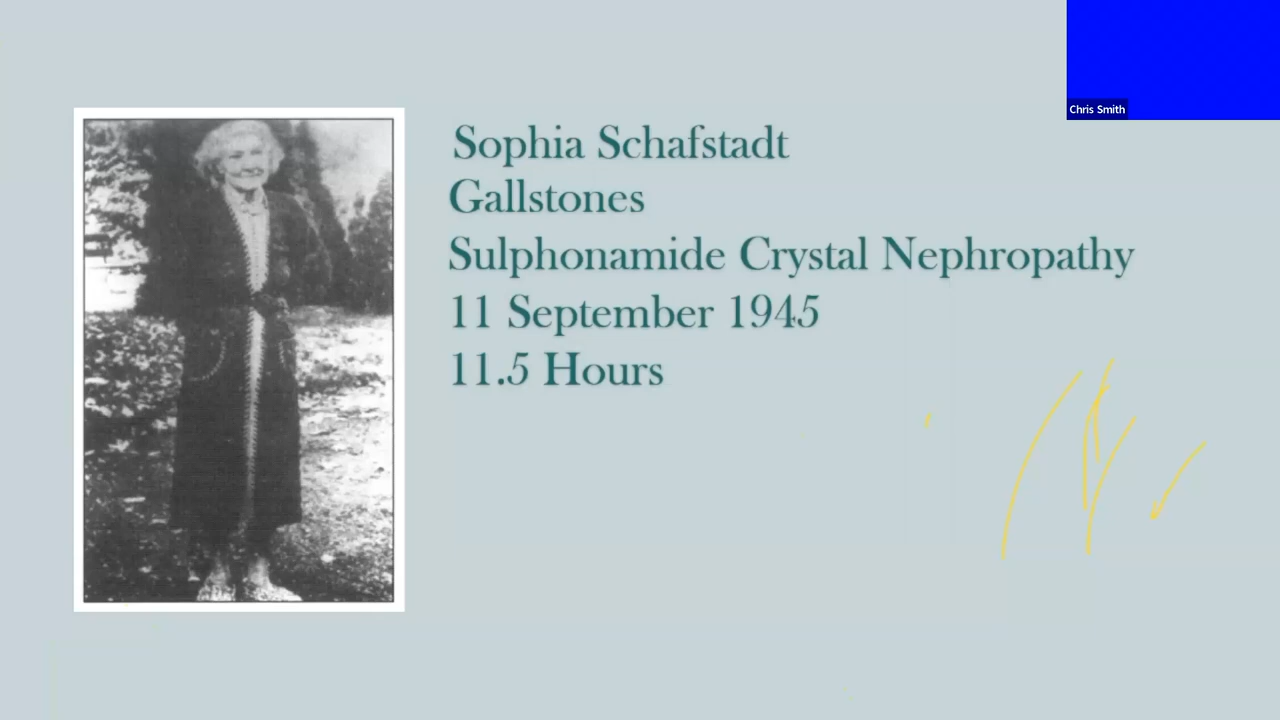 Chris Smith
Sophia Schafstadt
Gallstones
Sulphonamide Crystal Nephropathy
11 September 1945
11.5 Hours